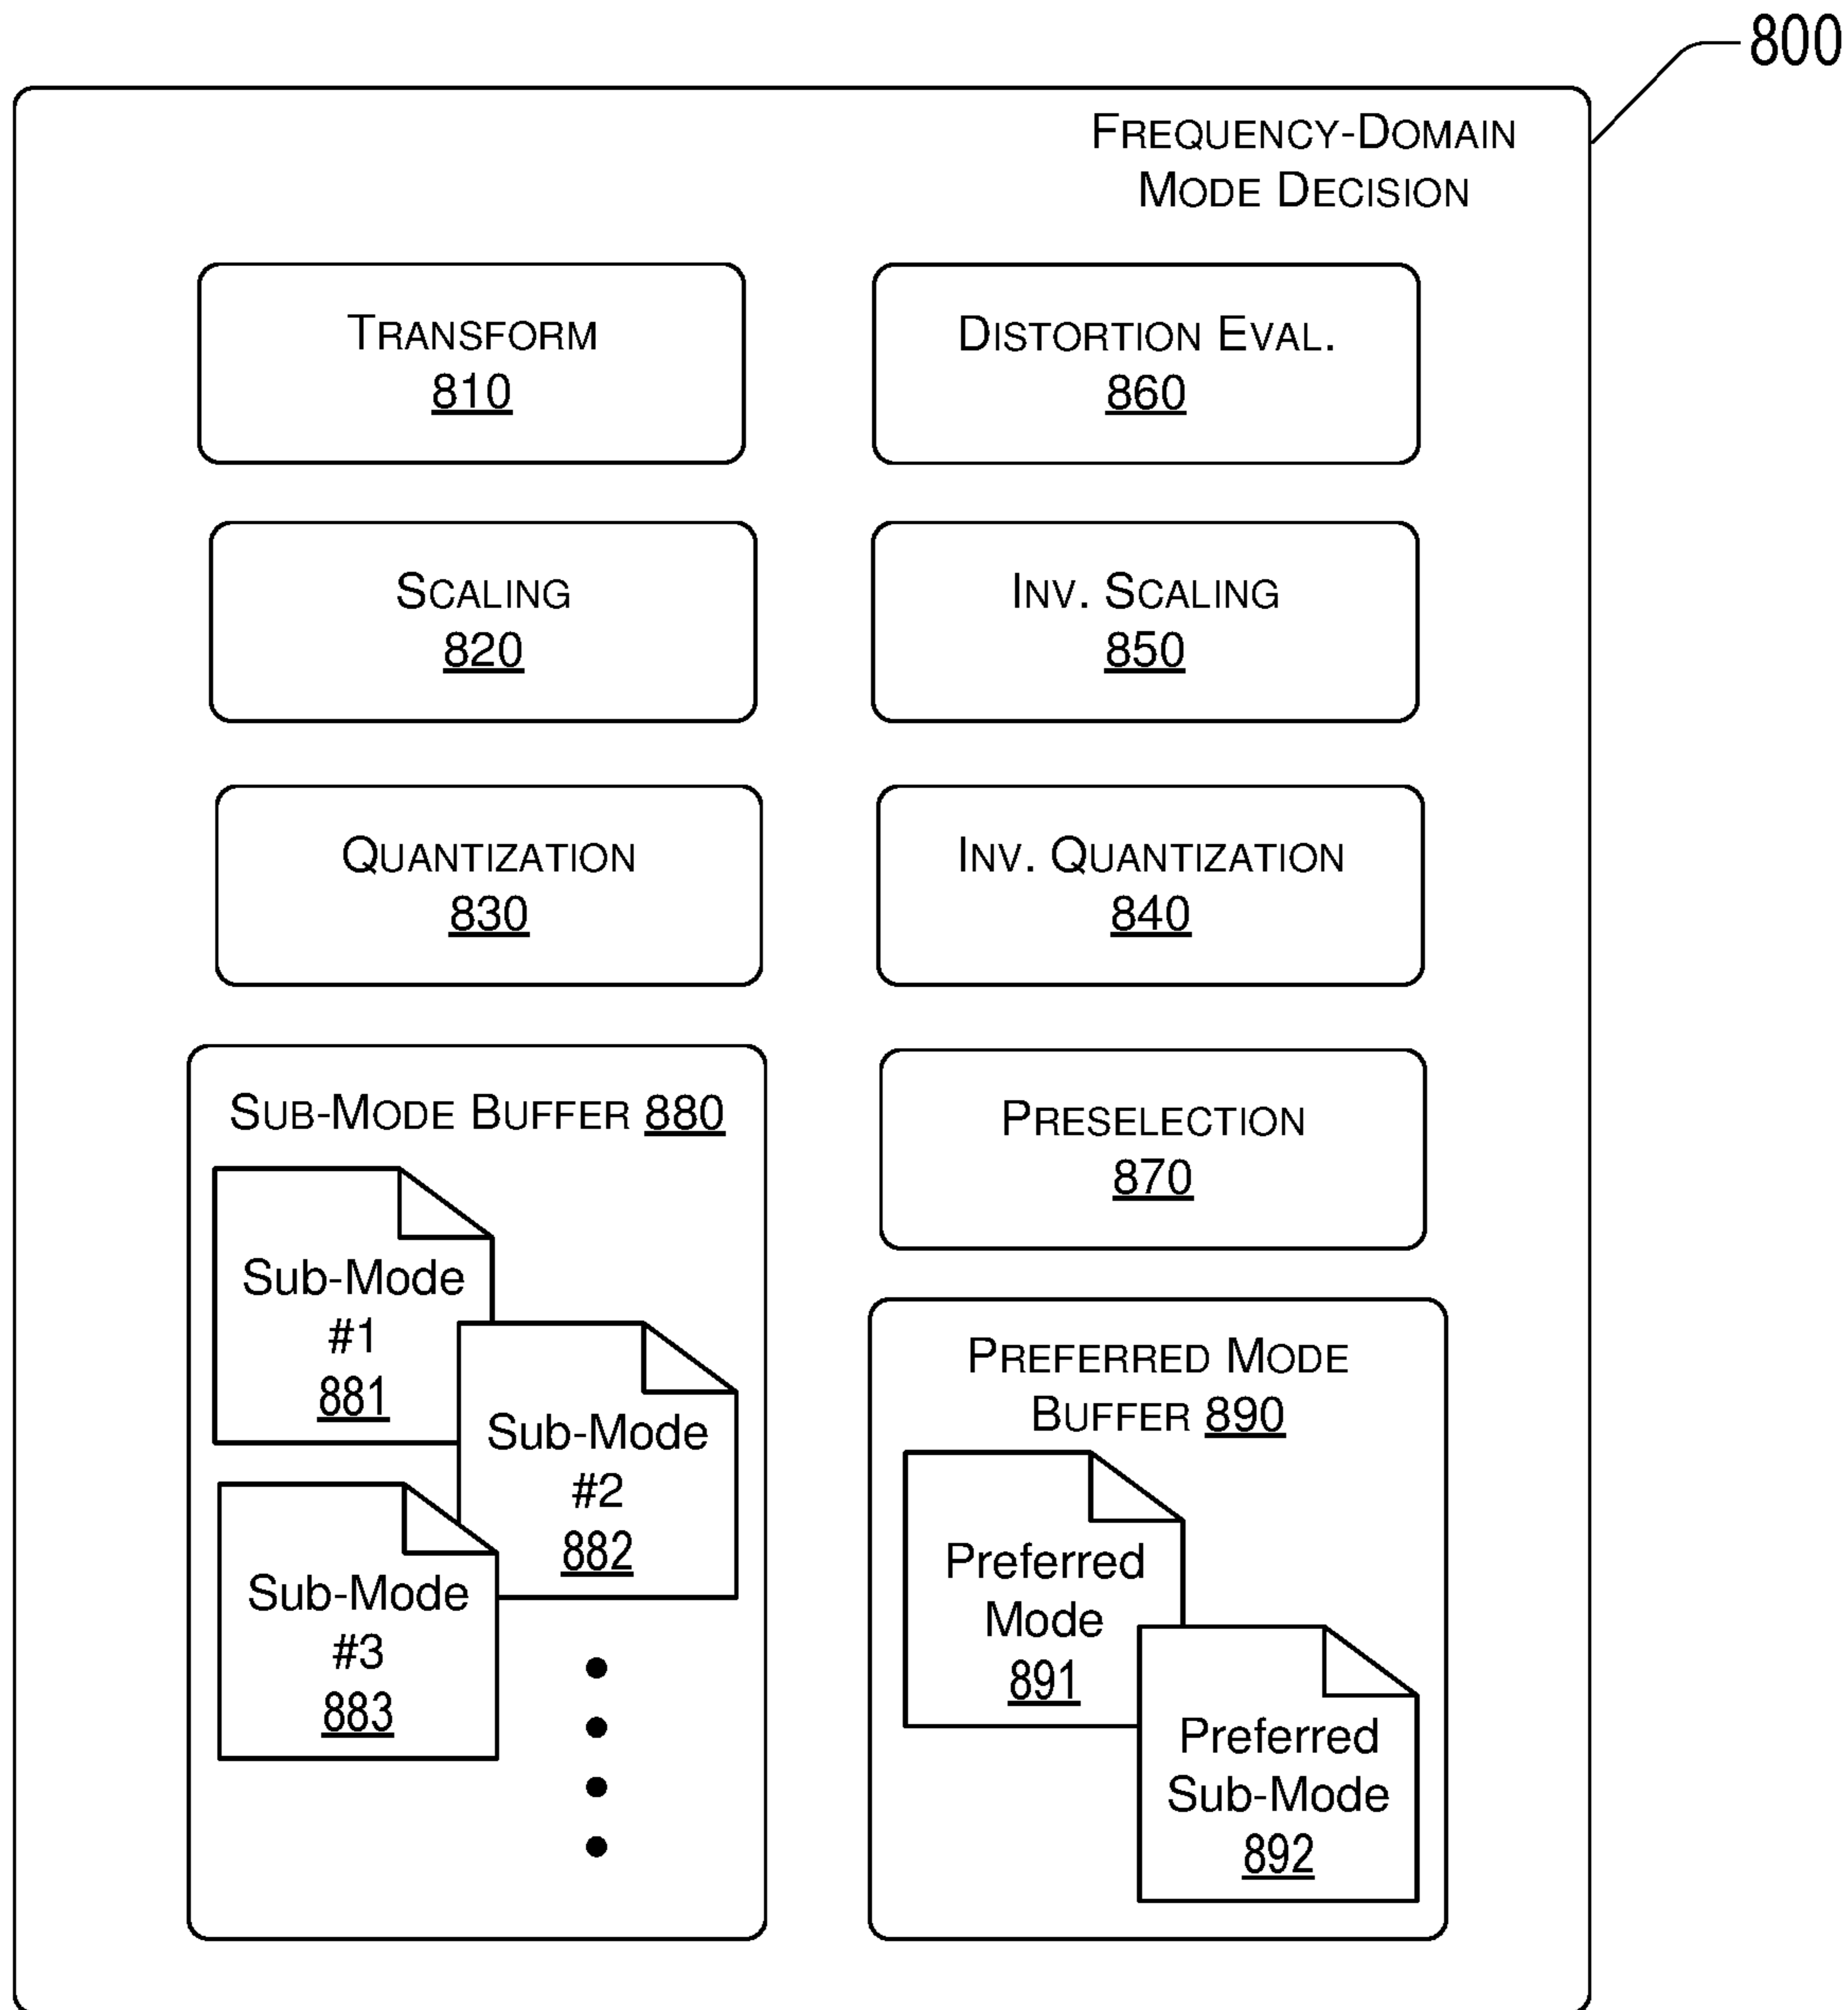 800
FREQUENCY-DOMAIN
MODE DECISION
TRANSFORM
810
DISTORTION EVAL.
860
SCALING
820
INV. SCALING
850
QUANTIZATION
830
INV. QUANTIZATION
840
SUB-MODE BUFFER 880
Sub-Mode
#1
881
Sub-Mode
#2
882
Sub-Mode
#3
883
PRESELECTION
870
PREFERRED MODE
BUFFER 890
Preferred
Mode
891
Preferred
Sub-Mode
892